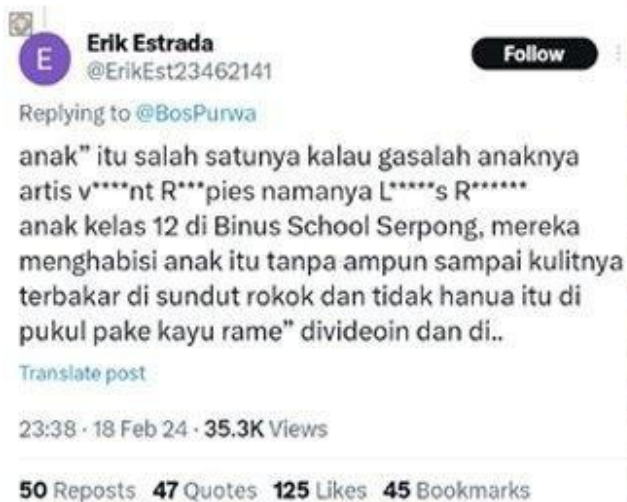 E
Erik Estrada
Follow
@ErikEst23462141
Replying to @BosPurwa
anak” itu salah satunya kalau gasalah anaknya
artis v****nt R***pies namanya L*****s R******
anak kelas 12 di Binus School Serpong, mereka
menghabisi anak itu tanpa ampun sampai kulitnya
terbakar di sundut rokok dan tidak hanua itu di
pukul pake kayu rame” divideoin dan di..
Translate post
23:38 · 18 Feb 24 · 35.3K Views
50 Reposts 47 Quotes 125 Likes 45 Bookmarks